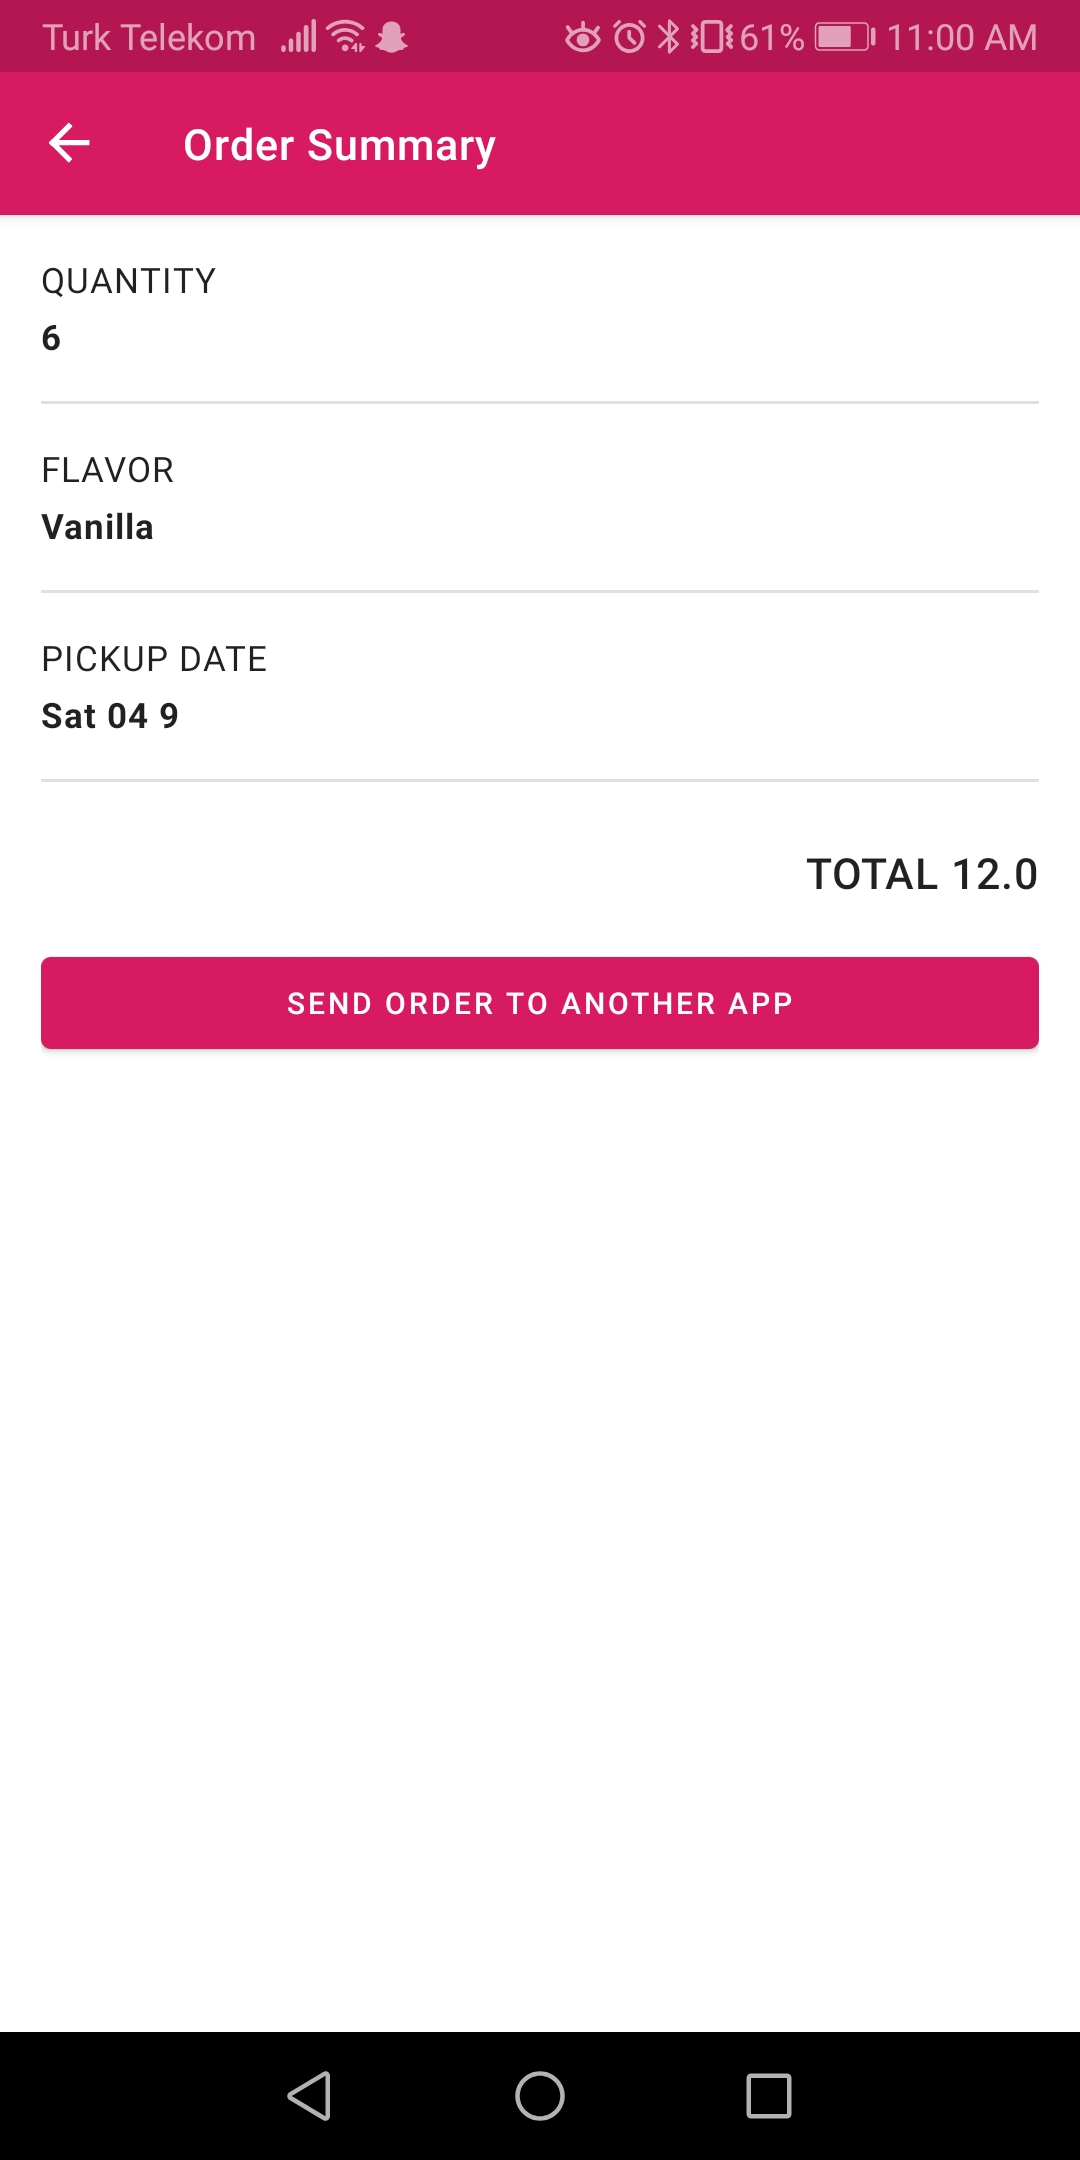 Turk Telekom 61% 11:00 AM
Order Summary
QUANTITY
6
FLAVOR
Vanilla
PICKUP DATE
Sat 04 9
TOTAL 12.0
SEND ORDER TO ANOTHER APP